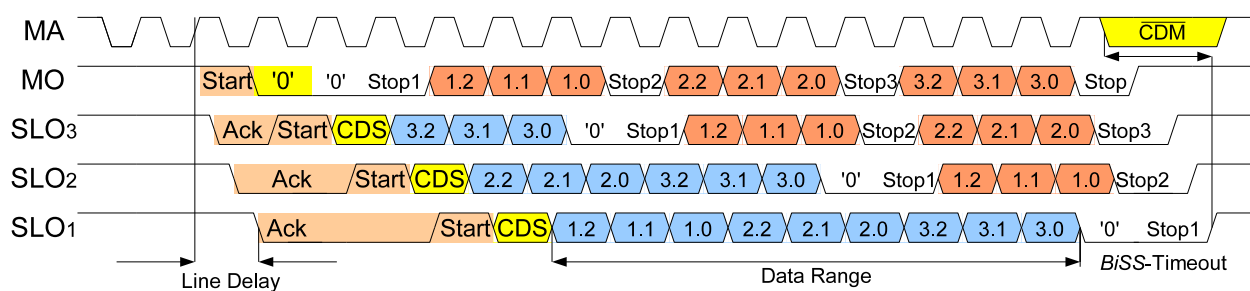 MA CDM
MO Start '0' '0' Stop1 1.2 1.1 1.0 Stop2 2.2 2.1 2.0 Stop3 3.2 3.1 3.0 Stop
SLO3 Ack Start CDS 3.2 3.1 3.0 '0' Stop1 1.2 1.1 1.0 Stop2 2.2 2.1 2.0 Stop3
SLO2 Ack Start CDS 2.2 2.1 2.0 3.2 3.1 3.0 '0' Stop1 1.2 1.1 1.0 Stop2
SLO1 Ack Start CDS 1.2 1.1 1.0 2.2 2.1 2.0 3.2 3.1 3.0 '0' Stop1
Line Delay Data Range BiSS-Timeout